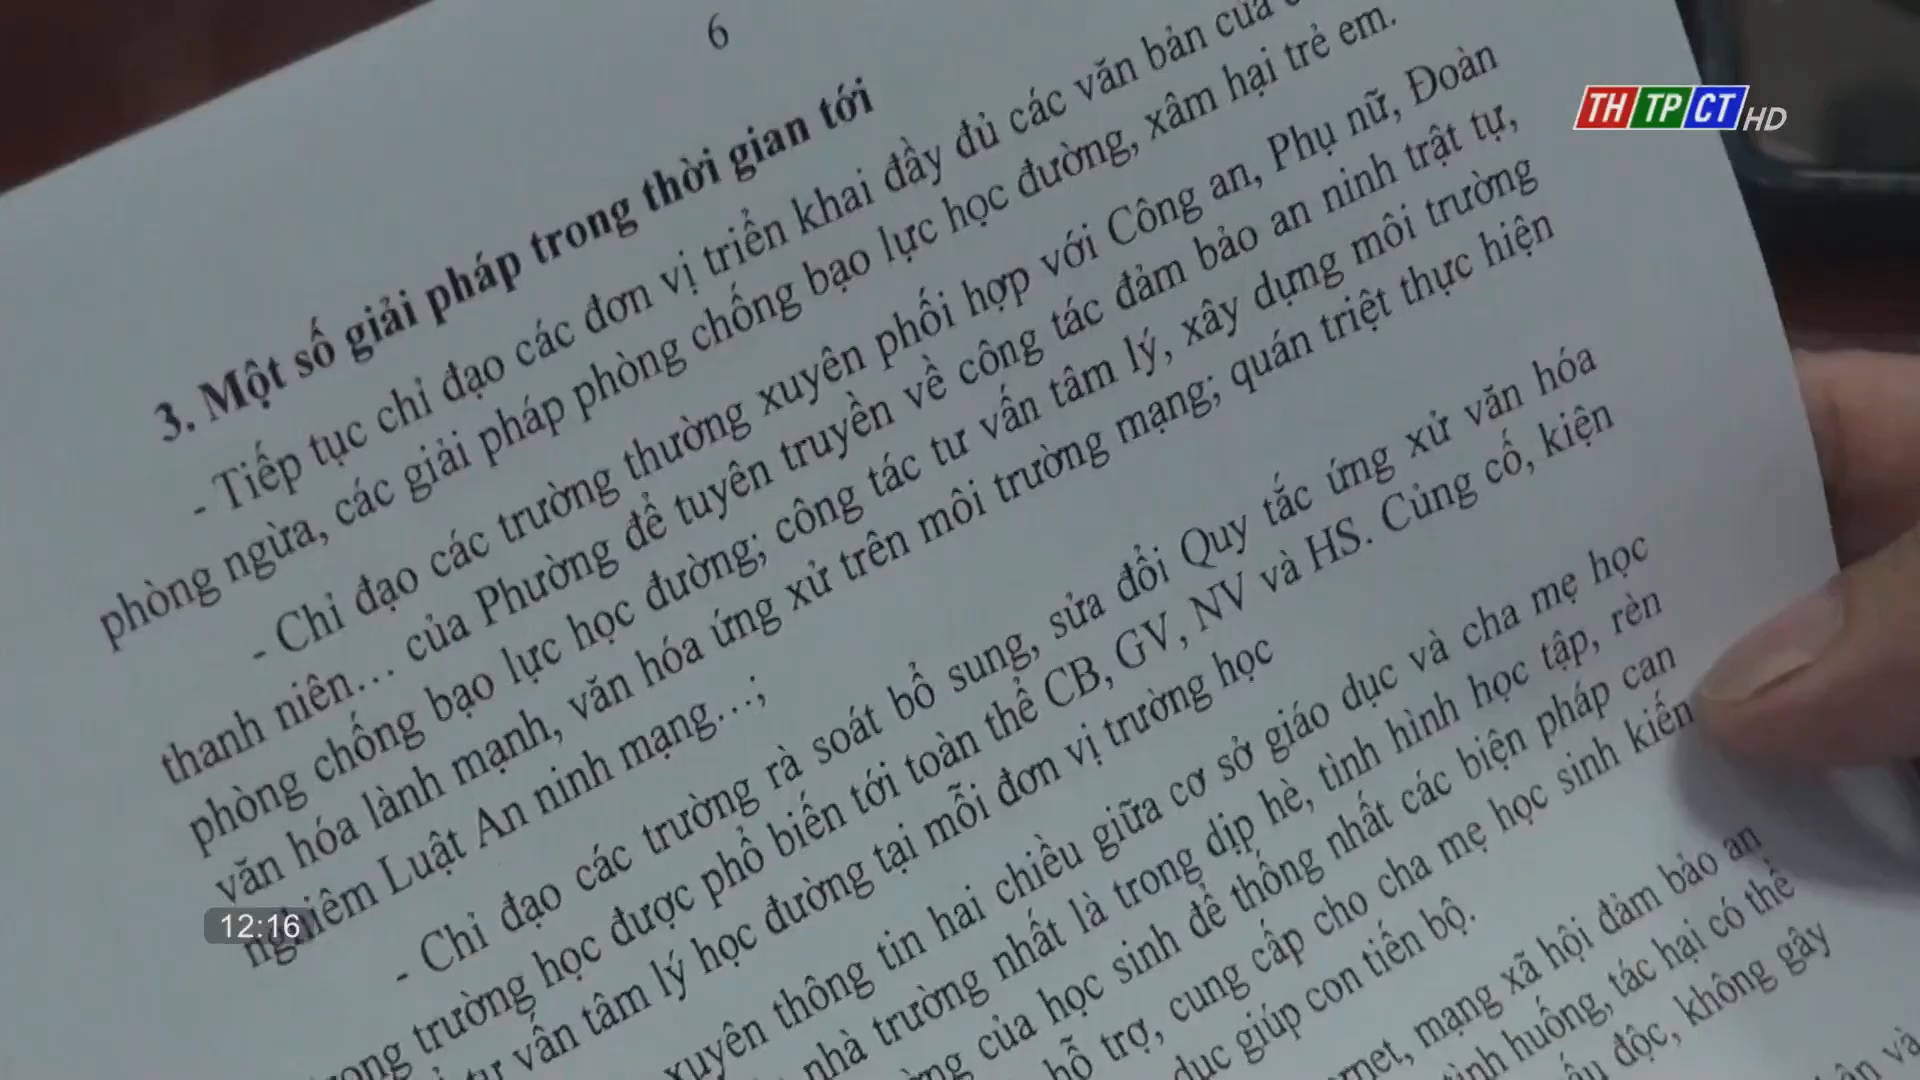 6
3. Một số giải pháp trong thời gian tới
- Tiếp tục chỉ đạo các đơn vị triển khai đầy đủ các văn bản của
phòng ngừa, các giải pháp phòng chống bạo lực học đường, xâm hại trẻ em.
- Chỉ đạo các trường thường xuyên phối hợp với Công an, Phụ nữ, Đoàn
thanh niên… của Phường để tuyên truyền về công tác đảm bảo an ninh trật tự,
phòng chống bạo lực học đường; công tác tư vấn tâm lý, xây dựng môi trường
văn hóa lành mạnh, văn hóa ứng xử trên môi trường mạng; quán triệt thực hiện
nghiêm Luật An ninh mạng…;
- Chỉ đạo các trường rà soát bổ sung, sửa đổi Quy tắc ứng xử văn hóa
trường học được phổ biến tới toàn thể CB, GV, NV và HS. Củng cố, kiện
vấn tâm lý học đường tại mỗi đơn vị trường học
xuyên thông tin hai chiều giữa cơ sở giáo dục và cha mẹ học
nhà trường nhất là trong dịp hè, tình hình học tập, rèn
của học sinh để thống nhất các biện pháp can
hỗ trợ, cung cấp cho cha mẹ học sinh kiến
dục giúp con tiến bộ.
mạng xã hội đảm bảo an
huống, tác hại có thể
độc, không gây
và
THTPCT HD
12:16